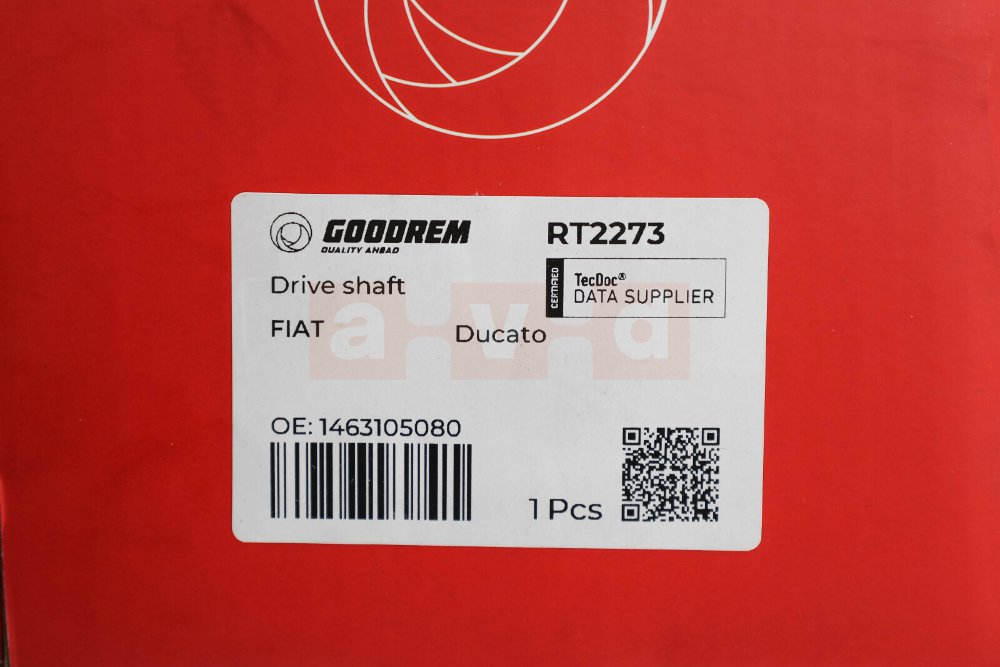 GOODREM
QUALITY AHEAD
RT2273
Drive shaft
CERTIFIED
TecDoc®
DATA SUPPLIER
FIAT
Ducato
a·v·d
OE: 1463105080
1 Pcs